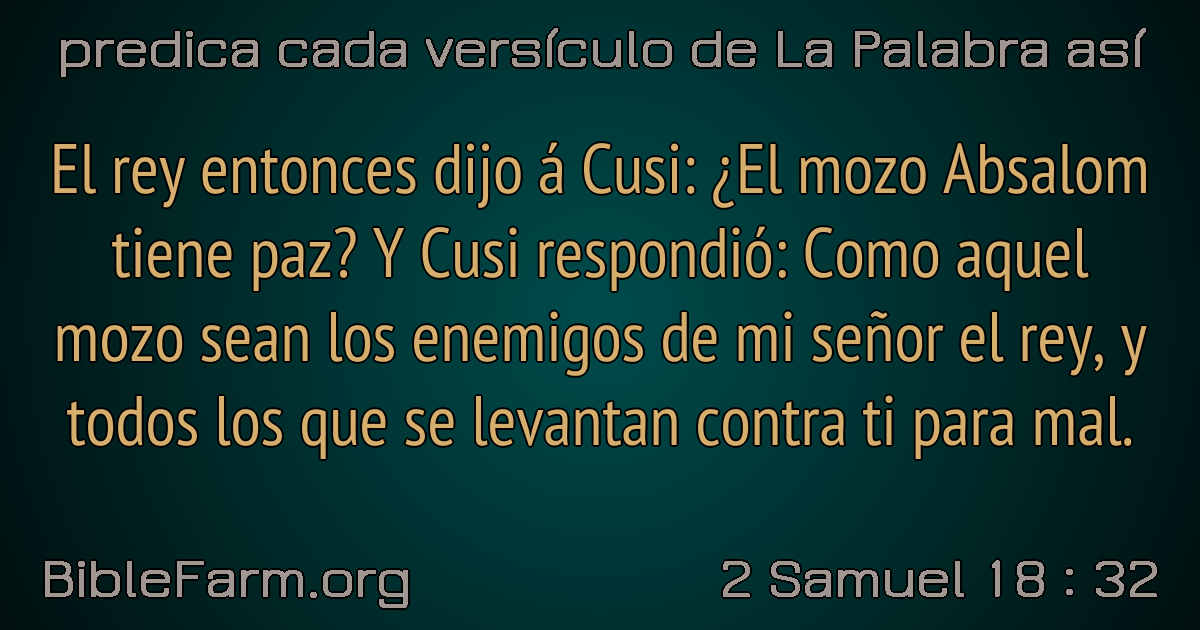 predica cada versículo de La Palabra así
El rey entonces dijo á Cusi: ¿El mozo Absalom
tiene paz? Y Cusi respondió: Como aquel
mozo sean los enemigos de mi señor el rey, y
todos los que se levantan contra ti para mal.
BibleFarm.org
2 Samuel 18 : 32